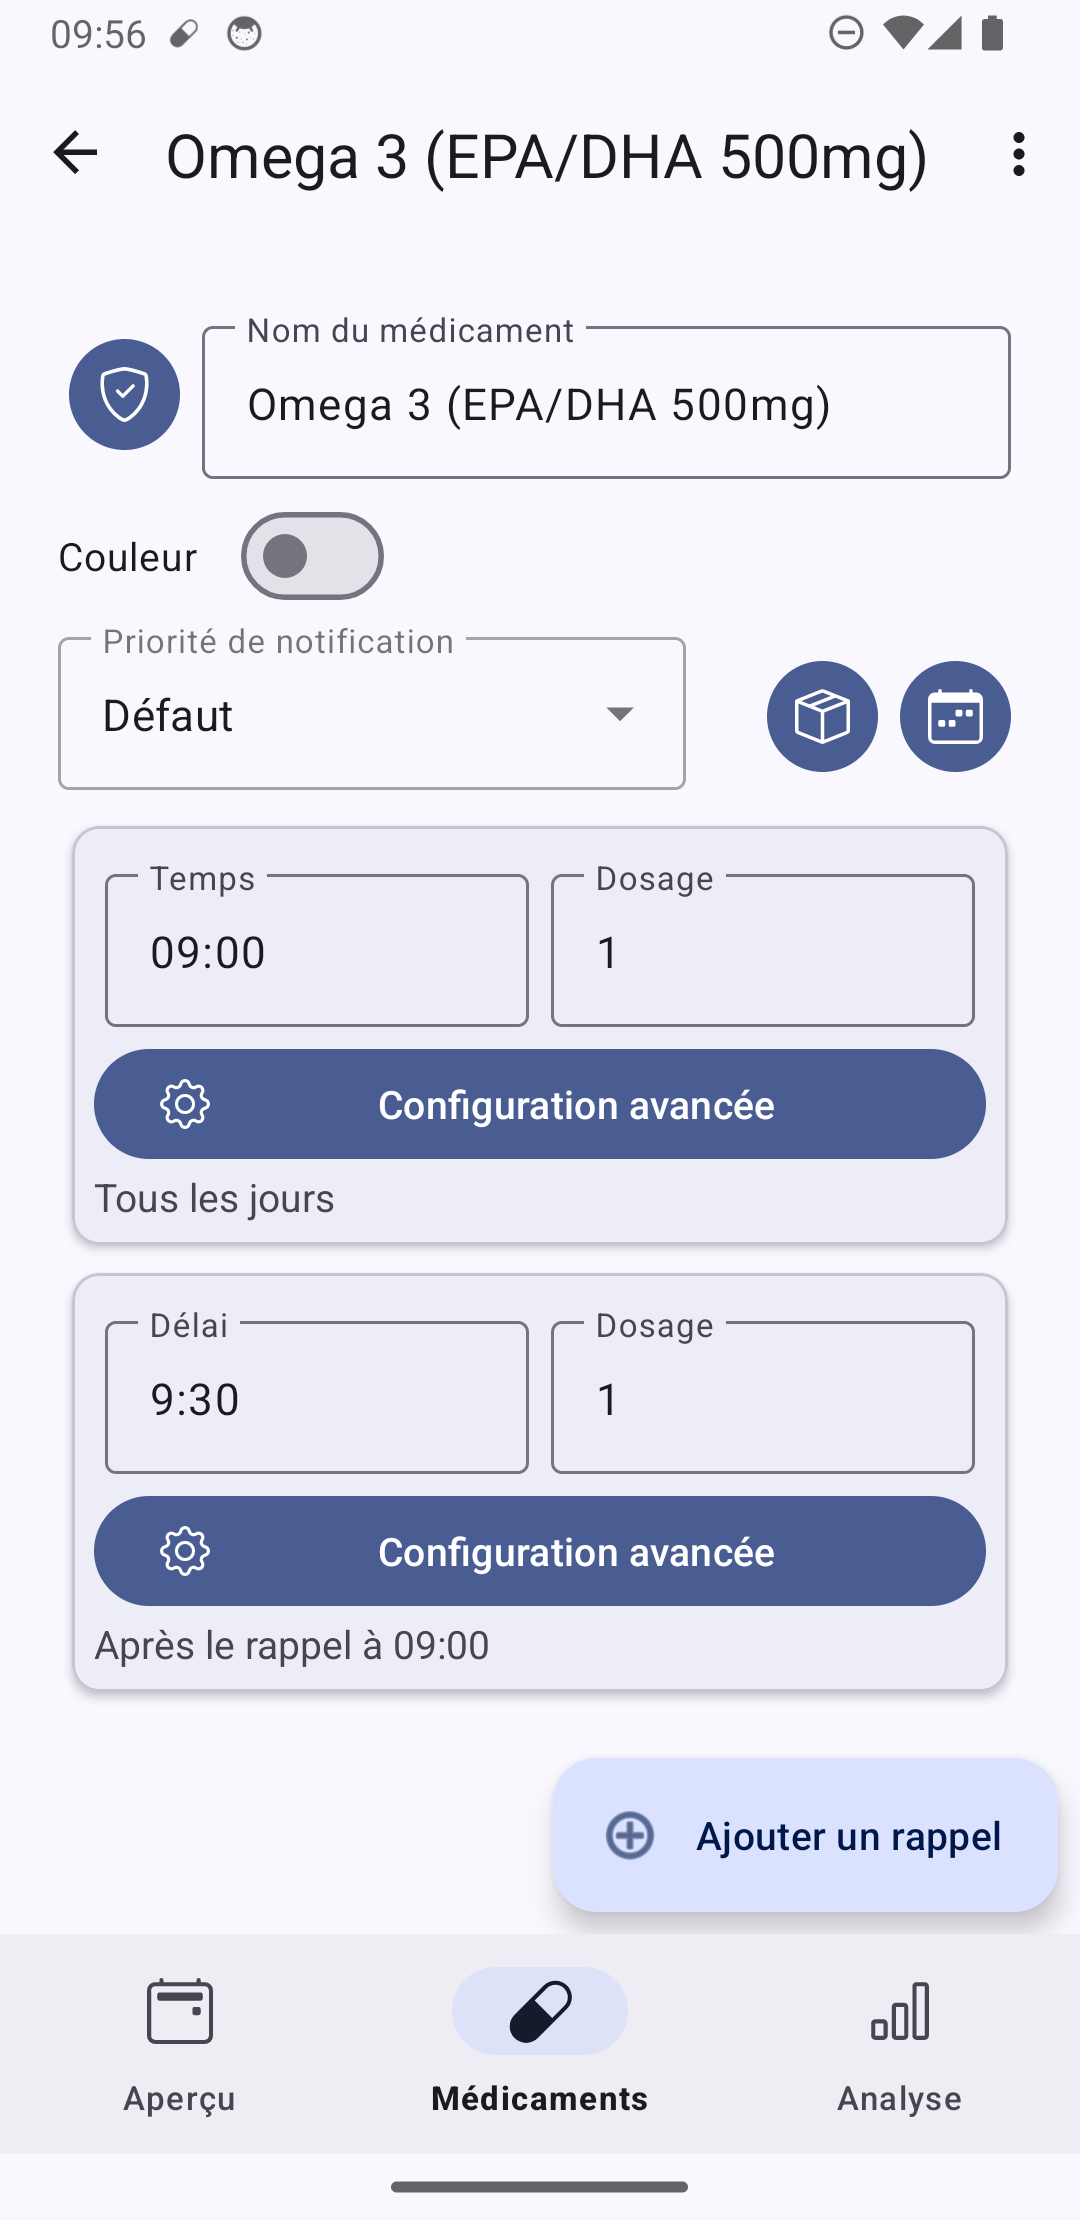 09:56
Omega 3 (EPA/DHA 500mg)
Nom du médicament
Omega 3 (EPA/DHA 500mg)
Couleur
Priorité de notification
Défaut
Temps
09:00
Dosage
1
Configuration avancée
Tous les jours
Délai
9:30
Dosage
1
Configuration avancée
Après le rappel à 09:00
Ajouter un rappel
Aperçu
Médicaments
Analyse